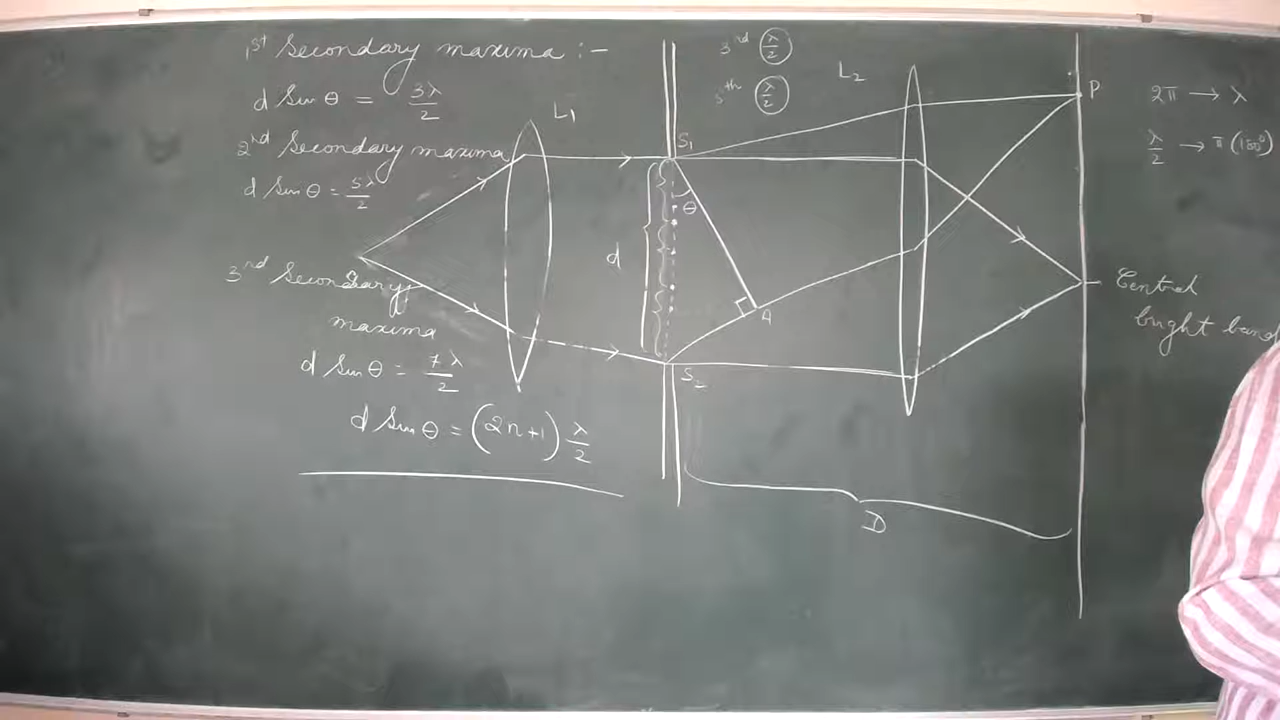 1st Secondary maxima :-
d Sin θ = 3λ/2
2nd Secondary maxima
d Sin θ = 5λ/2
3rd Secondary
maxima
d Sin θ = 7λ/2
d Sin θ = (2n+1) λ/2
3rd (λ/2)
5th (λ/2)
L1
L2
S1
θ
d
A
S2
D
P
S
Central
bright band
2π → λ
λ/2 → π (180°)